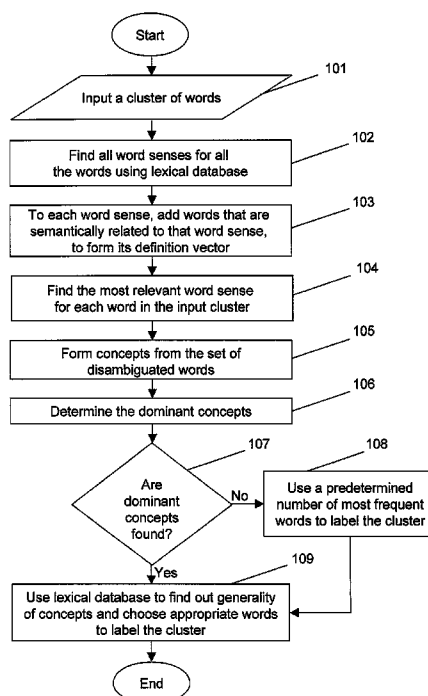 Start
101
Input a cluster of words
102
Find all word senses for all
the words using lexical database
103
To each word sense, add words that are
semantically related to that word sense,
to form its definition vector
104
Find the most relevant word sense
for each word in the input cluster
105
Form concepts from the set of
disambiguated words
106
Determine the dominant concepts
107
Are
dominant
concepts
found?
No
108
Use a predetermined
number of most frequent
words to label the cluster
Yes
109
Use lexical database to find out generality
of concepts and choose appropriate words
to label the cluster
End